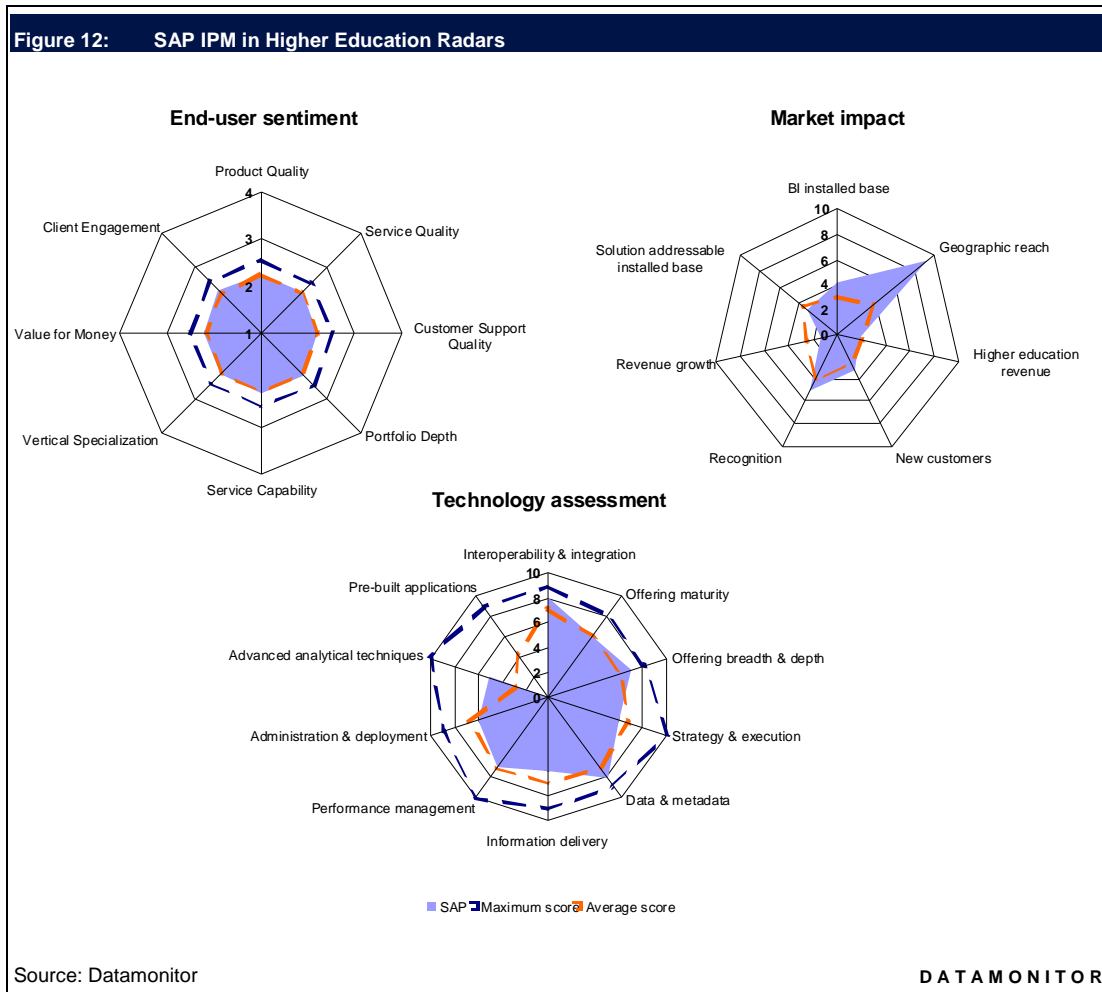 Figure 12: SAP IPM in Higher Education Radars
End-user sentiment
Product Quality
Service Quality
Customer Support
Quality
Portfolio Depth
Service Capability
Vertical Specialization
Value for Money
Client Engagement
4
3
2
1
Market impact
BI installed base
Geographic reach
Higher education
revenue
New customers
Recognition
Revenue growth
Solution addressable
installed base
10
8
6
4
2
0
Technology assessment
Interoperability & integration
Offering maturity
Offering breadth & depth
Strategy & execution
Data & metadata
Information delivery
Performance management
Administration & deployment
Advanced analytical techniques
Pre-built applications
10
8
6
4
2
0
SAP Maximum score Average score
Source: Datamonitor
DATAMONITOR